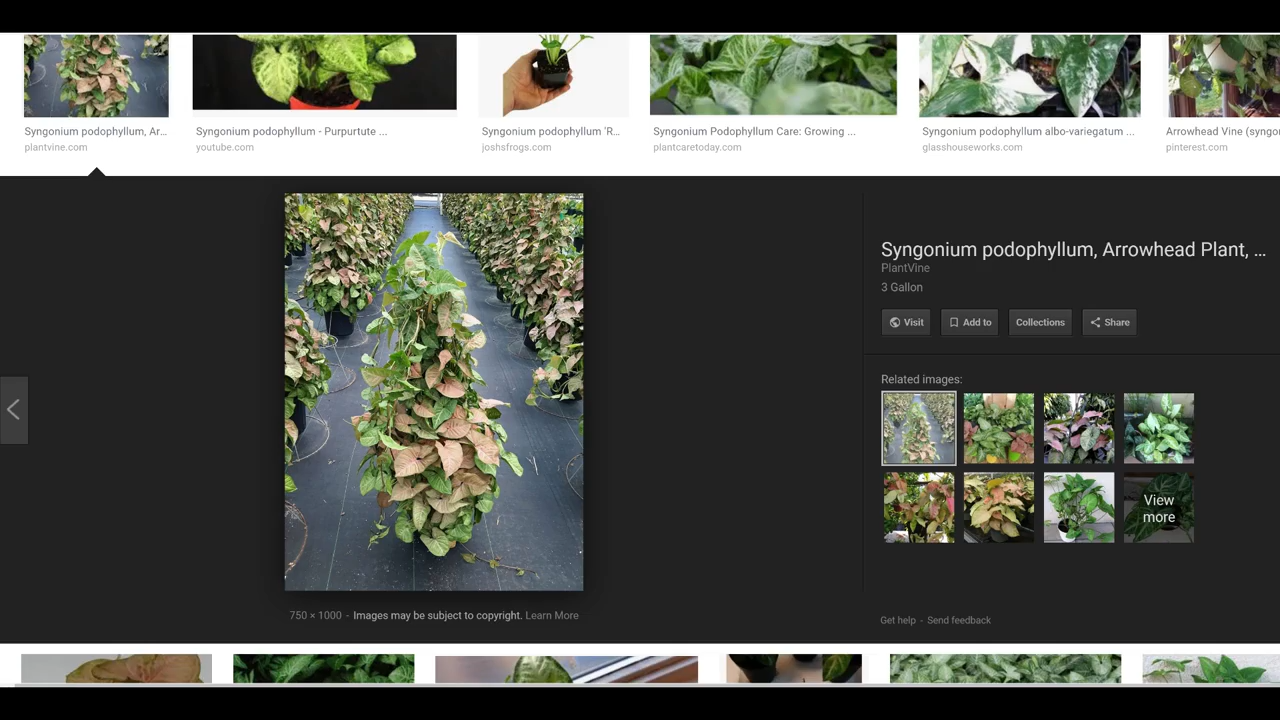 Syngonium podophyllum, Ar...
plantvine.com
Syngonium podophyllum - Purpurtute ...
youtube.com
Syngonium podophyllum 'R...
joshsfrogs.com
Syngonium Podophyllum Care: Growing ...
plantcaretoday.com
Syngonium podophyllum albo-variegatum ...
glasshouseworks.com
Arrowhead Vine (syngo
pinterest.com
Syngonium podophyllum, Arrowhead Plant, ...
PlantVine
3 Gallon
Visit
Add to
Collections
Share
Related images:
View
more
750 × 1000 - Images may be subject to copyright. Learn More
Get help - Send feedback